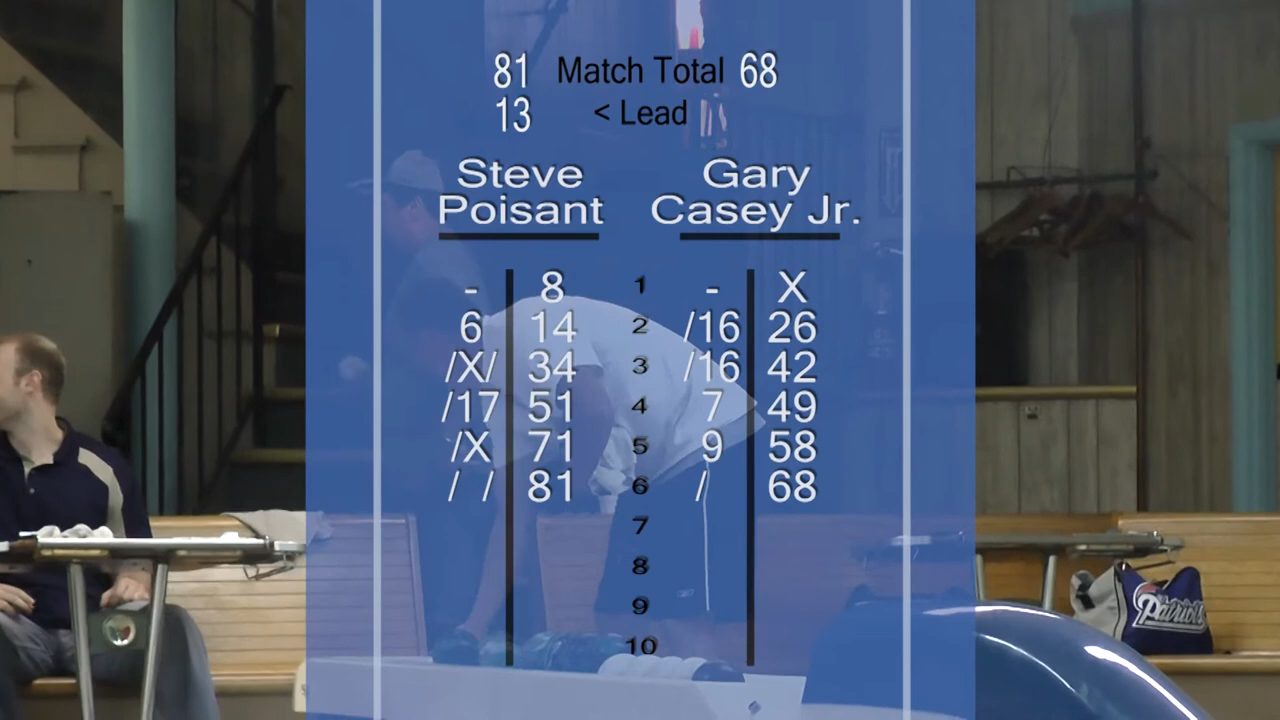 81 Match Total 68
13 < Lead
Steve Gary
Poisant Casey Jr.
- 8 1 - X
6 14 2 /16 26
/X/ 34 3 /16 42
/17 51 4 7 49
/X 71 5 9 58
/ / 81 6 / 68
7
8
9
10
Patriots